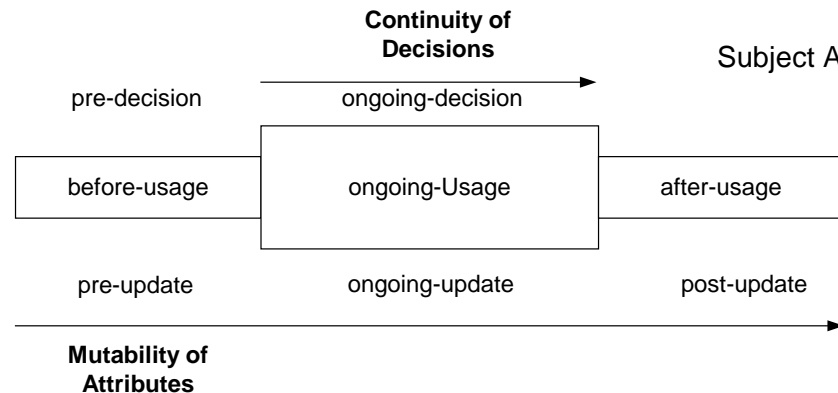 Continuity of
Decisions
Subject A
pre-decision
ongoing-decision
before-usage
ongoing-Usage
after-usage
pre-update
ongoing-update
post-update
Mutability of
Attributes